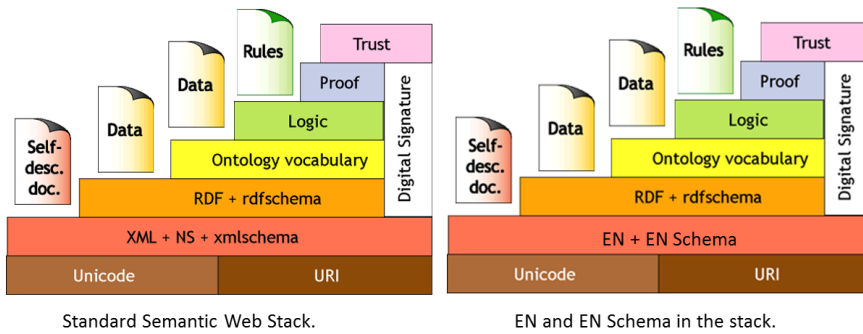 Trust
Rules
Proof
Data
Logic
Data
Ontology vocabulary
Self-
desc.
doc.
RDF + rdfschema
Digital Signature
XML + NS + xmlschema
Unicode
URI
Standard Semantic Web Stack.
Trust
Rules
Proof
Data
Logic
Data
Ontology vocabulary
Self-
desc.
doc.
RDF + rdfschema
Digital Signature
EN + EN Schema
Unicode
URI
EN and EN Schema in the stack.